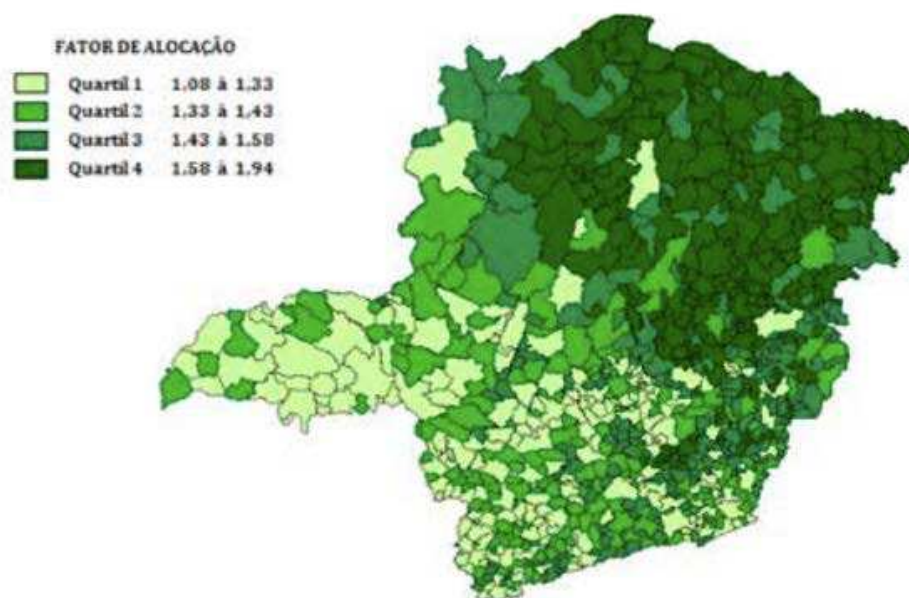 FATOR DE ALOCAÇÃO
Quartil 1 1,08 à 1,33
Quartil 2 1,33 à 1,43
Quartil 3 1.43 à 1.58
Quartil 4 1.58 à 1.94